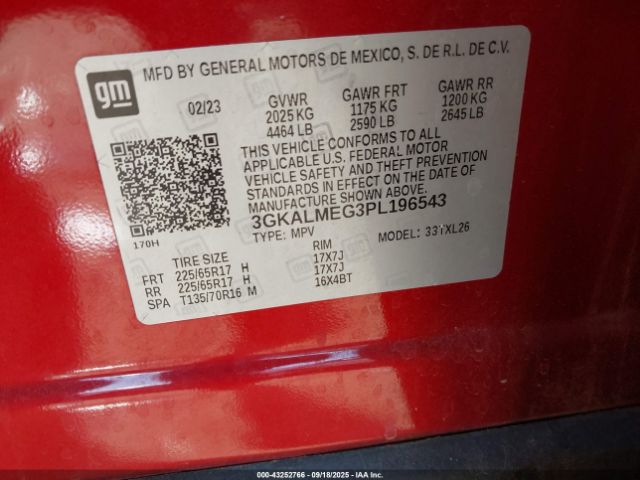 gm
MFD BY GENERAL MOTORS DE MEXICO, S. DE R.L. DE C.V.
02/23 GVWR GAWR FRT GAWR RR
2025 KG 1175 KG 1200 KG
4464 LB 2590 LB 2645 LB
THIS VEHICLE CONFORMS TO ALL
APPLICABLE U.S. FEDERAL MOTOR
VEHICLE SAFETY AND THEFT PREVENTION
STANDARDS IN EFFECT ON THE DATE OF
MANUFACTURE SHOWN ABOVE.
3GKALMEG3PL196543
170H TYPE: MPV MODEL:
TIRE SIZE RIM
FRT 225/65R17 H 17X7J
RR 225/65R17 H 17X7J
SPA T135/70R16 M 16X4BT
000-43252766 - 09/18/2025 - IAA Inc.